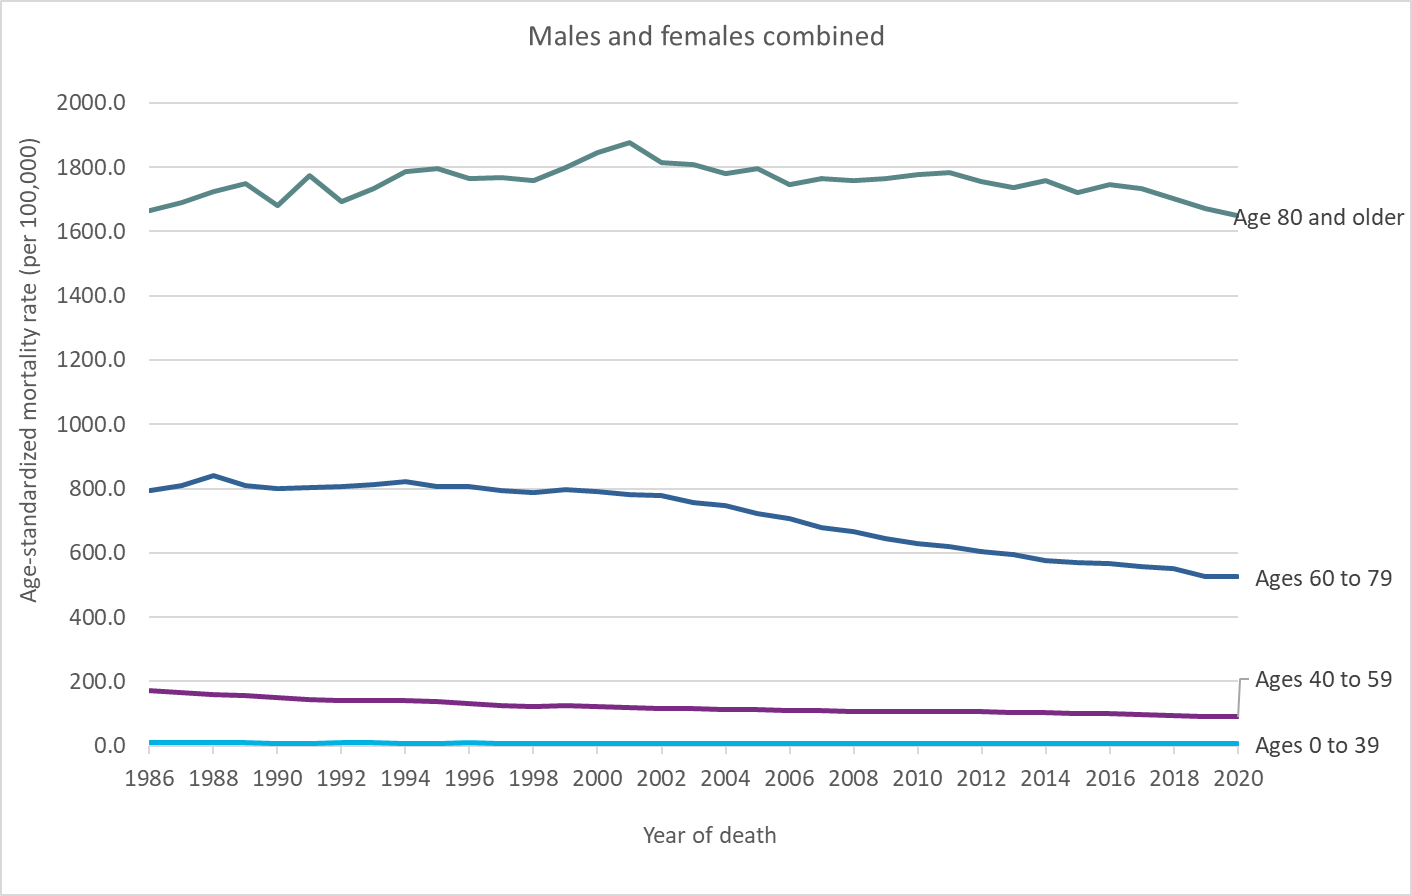 Males and females combined
Age-standardized mortality rate (per 100,000)
2000.0
1800.0
1600.0
1400.0
1200.0
1000.0
800.0
600.0
400.0
200.0
0.0
Age 80 and older
Ages 60 to 79
Ages 40 to 59
Ages 0 to 39
1986 1988 1990 1992 1994 1996 1998 2000 2002 2004 2006 2008 2010 2012 2014 2016 2018 2020
Year of death